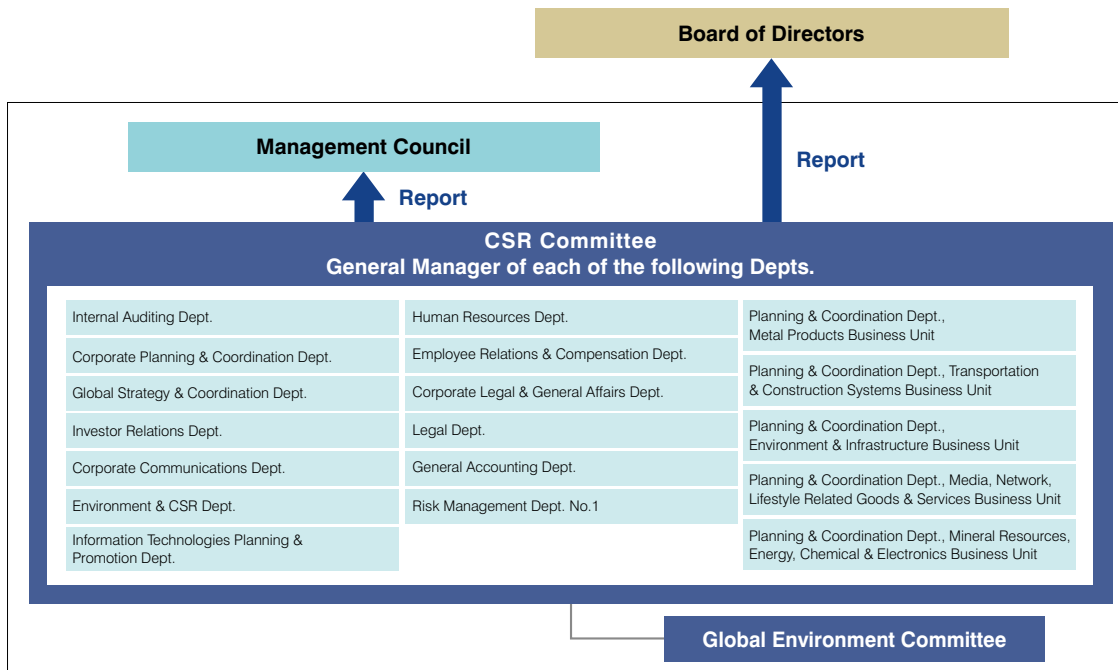 Board of Directors
Management Council
Report
Report
CSR Committee
General Manager of each of the following Depts.
Internal Auditing Dept.
Corporate Planning & Coordination Dept.
Global Strategy & Coordination Dept.
Investor Relations Dept.
Corporate Communications Dept.
Environment & CSR Dept.
Information Technologies Planning &
Promotion Dept.
Human Resources Dept.
Employee Relations & Compensation Dept.
Corporate Legal & General Affairs Dept.
Legal Dept.
General Accounting Dept.
Risk Management Dept. No.1
Planning & Coordination Dept.,
Metal Products Business Unit
Planning & Coordination Dept., Transportation
& Construction Systems Business Unit
Planning & Coordination Dept.,
Environment & Infrastructure Business Unit
Planning & Coordination Dept., Media, Network,
Lifestyle Related Goods & Services Business Unit
Planning & Coordination Dept., Mineral Resources,
Energy, Chemical & Electronics Business Unit
Global Environment Committee